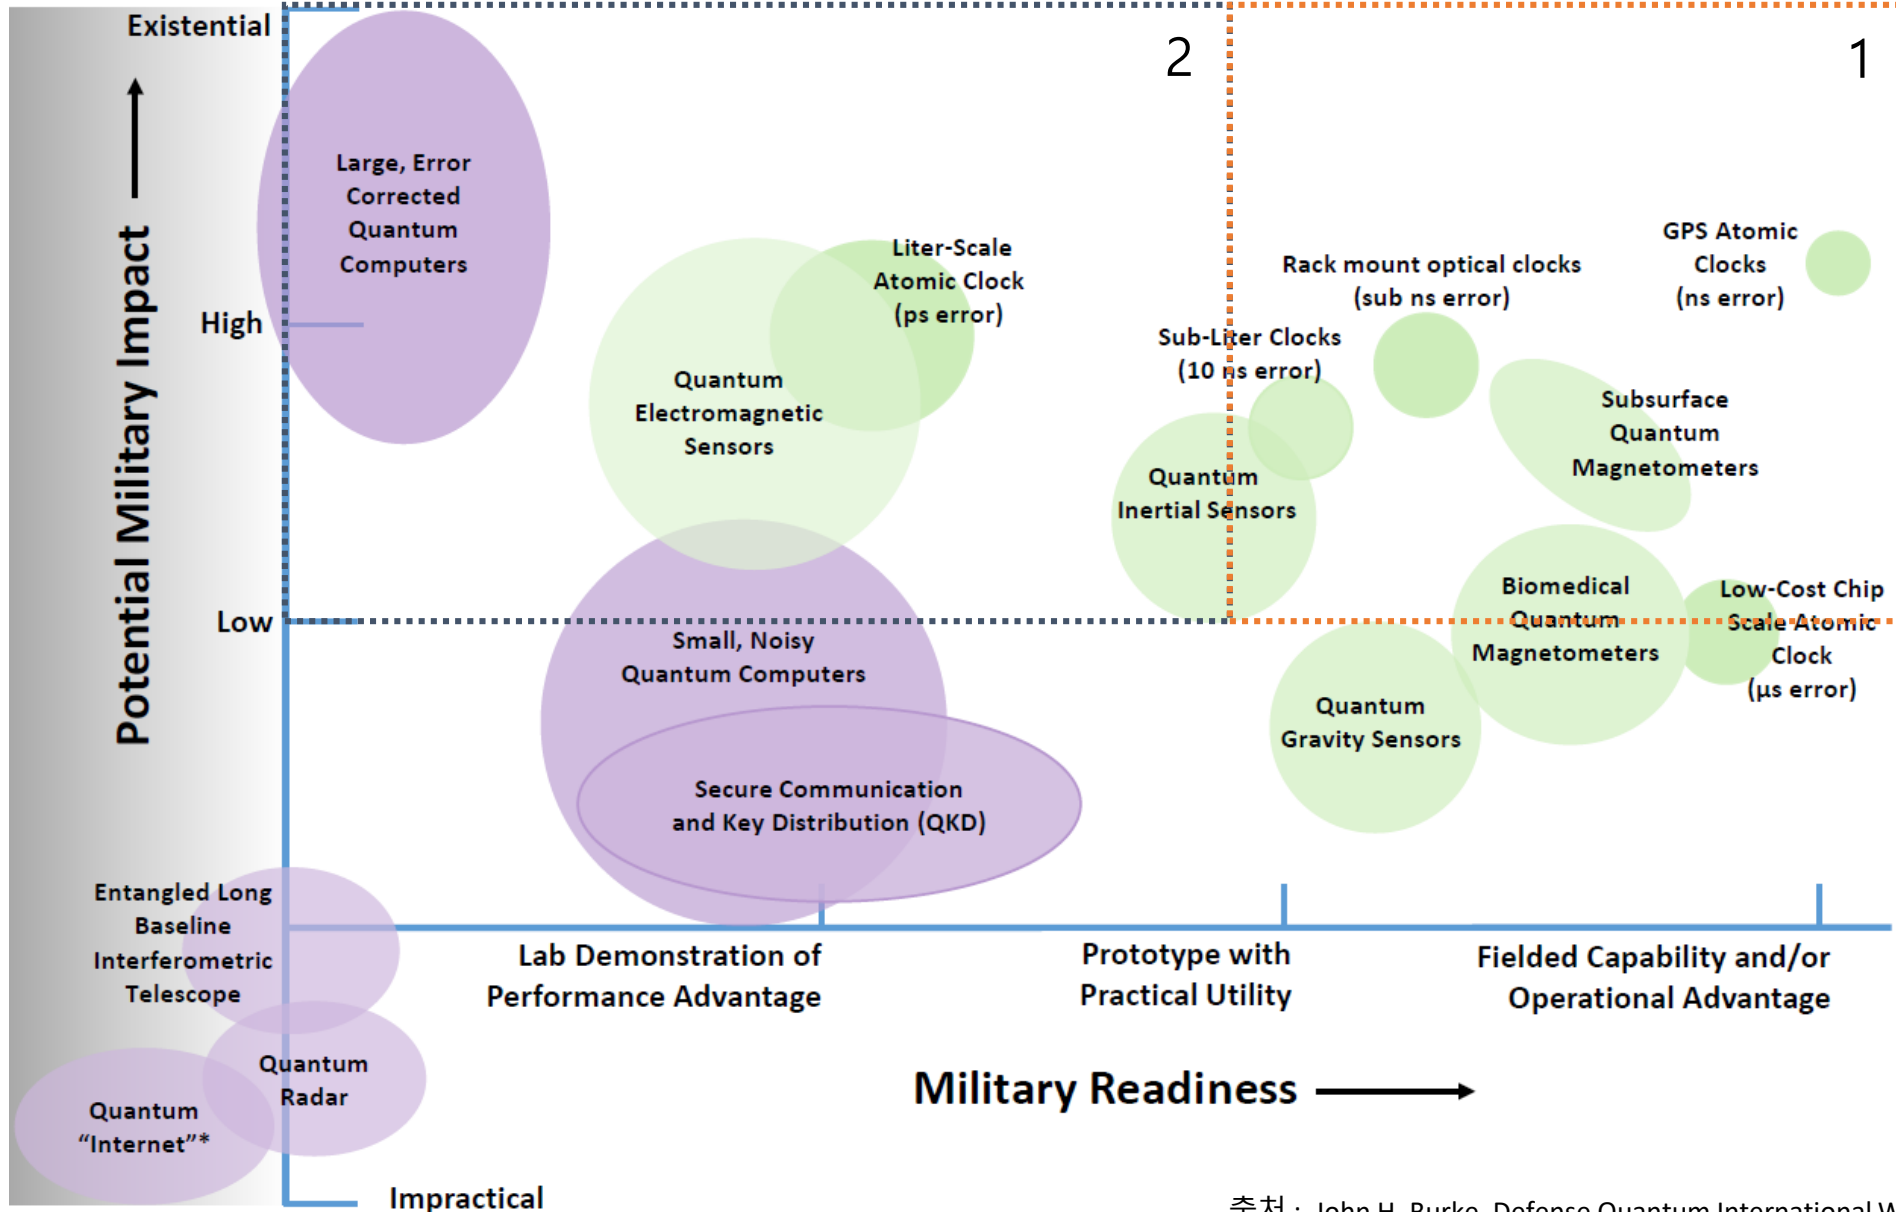 Existential
2
1
Potential Military Impact
Large, Error
Corrected
Quantum
Computers
High
Liter-Scale
Atomic Clock
(ps error)
GPS Atomic
Clocks
(ns error)
Rack mount optical clocks
(sub ns error)
Sub-Liter Clocks
(10 ns error)
Quantum
Electromagnetic
Sensors
Subsurface
Quantum
Magnetometers
Quantum
Inertial Sensors
Low
Biomedical
Quantum
Magnetometers
Low-Cost Chip
Scale Atomic
Clock
(µs error)
Small, Noisy
Quantum Computers
Quantum
Gravity Sensors
Secure Communication
and Key Distribution (QKD)
Entangled Long
Baseline
Interferometric
Telescope
Lab Demonstration of
Performance Advantage
Prototype with
Practical Utility
Fielded Capability and/or
Operational Advantage
Quantum
Radar
Military Readiness
Quantum
“Internet”*
Impractical
출처 : John H. Burke, Defense Quantum International